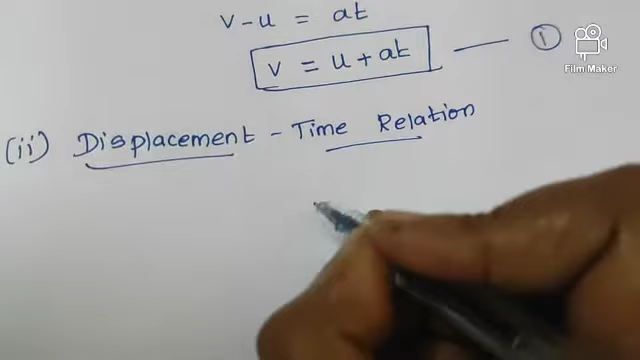 v - u = at
v = u + at — ①
Film Maker
(ii) Displacement - Time Relation